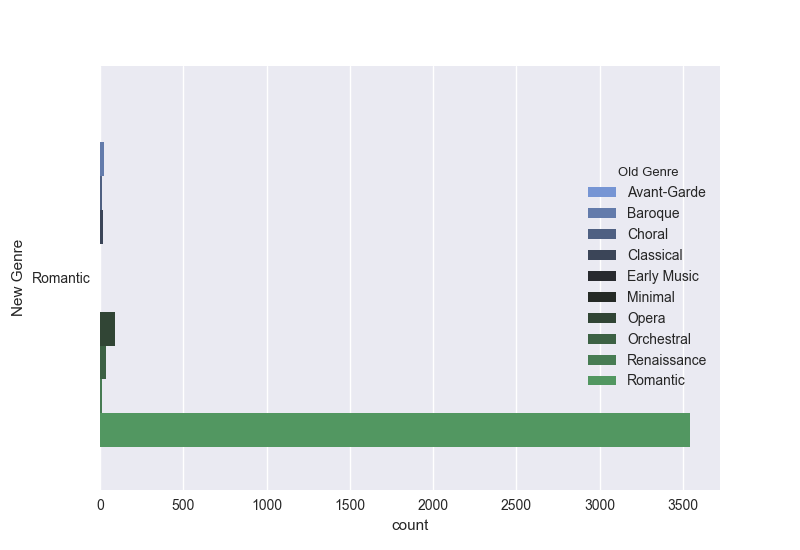 Old Genre
Avant-Garde
Baroque
Choral
Classical
Early Music
Minimal
Opera
Orchestral
Renaissance
Romantic
New Genre
Romantic
0 500 1000 1500 2000 2500 3000 3500
count